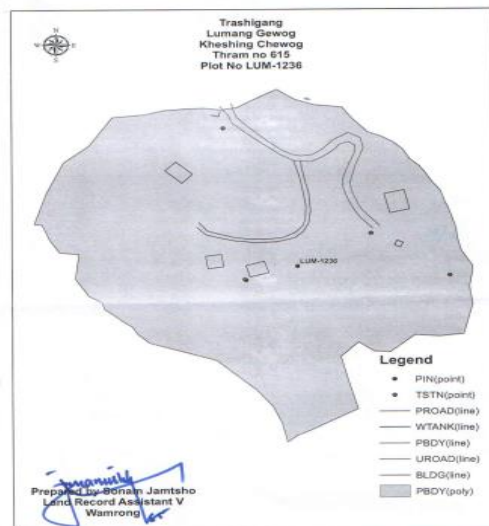 Trashigang
Lumang Gewog
Kheshing Chewog
Thram no 615
Plot No LUM-1236
N
W E
S
LUM-1236
Legend
PIN(point)
TSTN(point)
PROAD(line)
WTANK(line)
PBDY(line)
UROAD(line)
BLDG(line)
PBDY(poly)
Prepared by Sonam Jamtsho
Land Record Assistant V
Wamrong